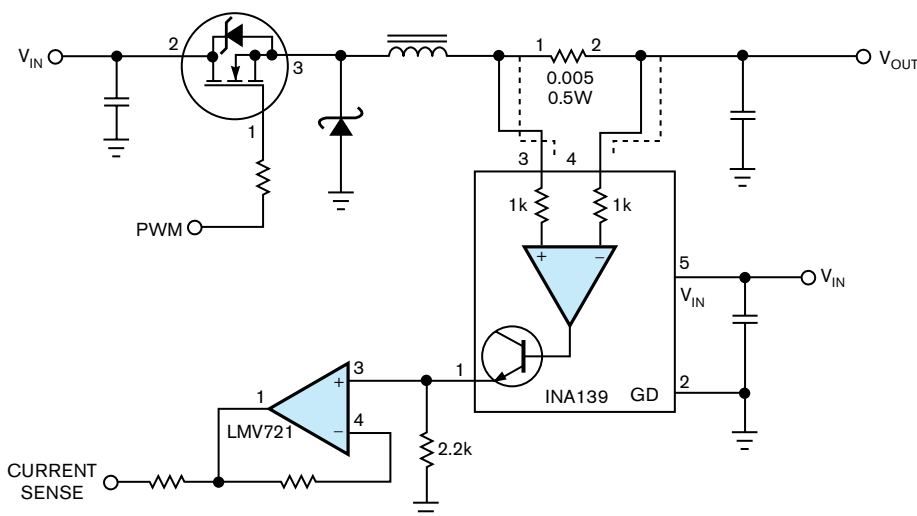 V_IN
2
3
1
PWM
1
2
0.005
0.5W
V_OUT
3
4
1k
1k
+
–
5
V_IN
V_IN
2
GD
INA139
1
3
+
1
4
–
LMV721
2.2k
CURRENT
SENSE